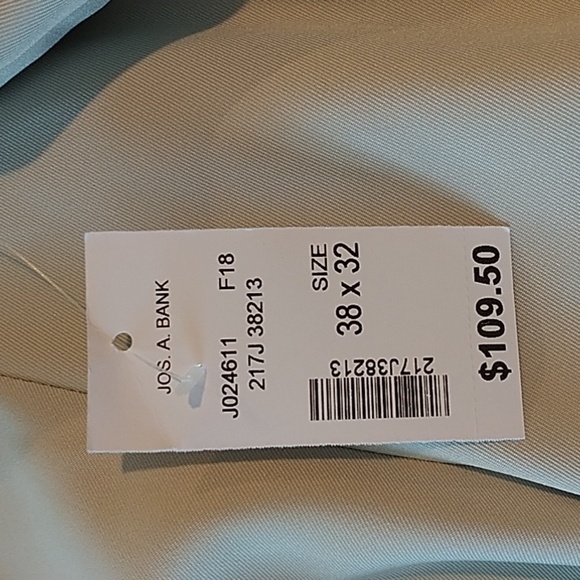 JOS. A. BANK
J024611 F18
217J 38213
SIZE
38 x 32
217J38213
$109.50